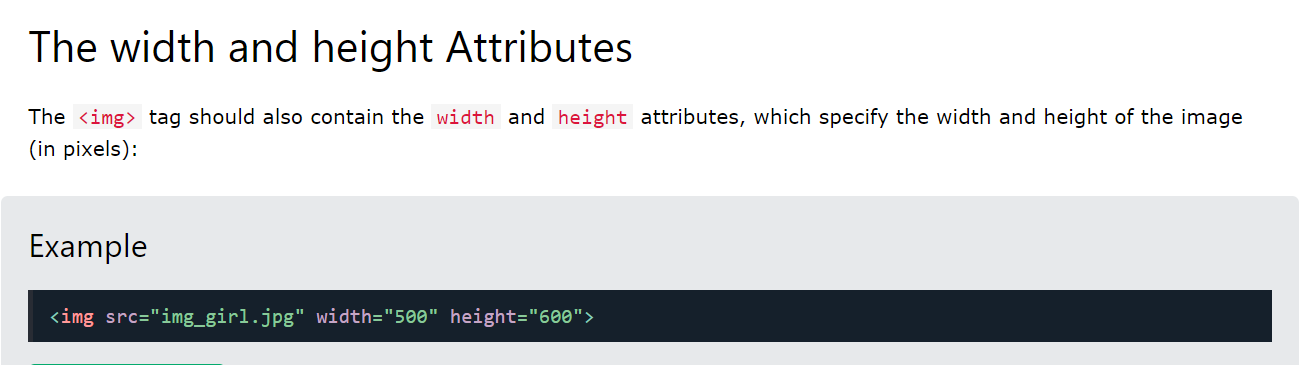 The width and height Attributes
The <img> tag should also contain the width and height attributes, which specify the width and height of the image
(in pixels):
Example
<img src="img_girl.jpg" width="500" height="600">